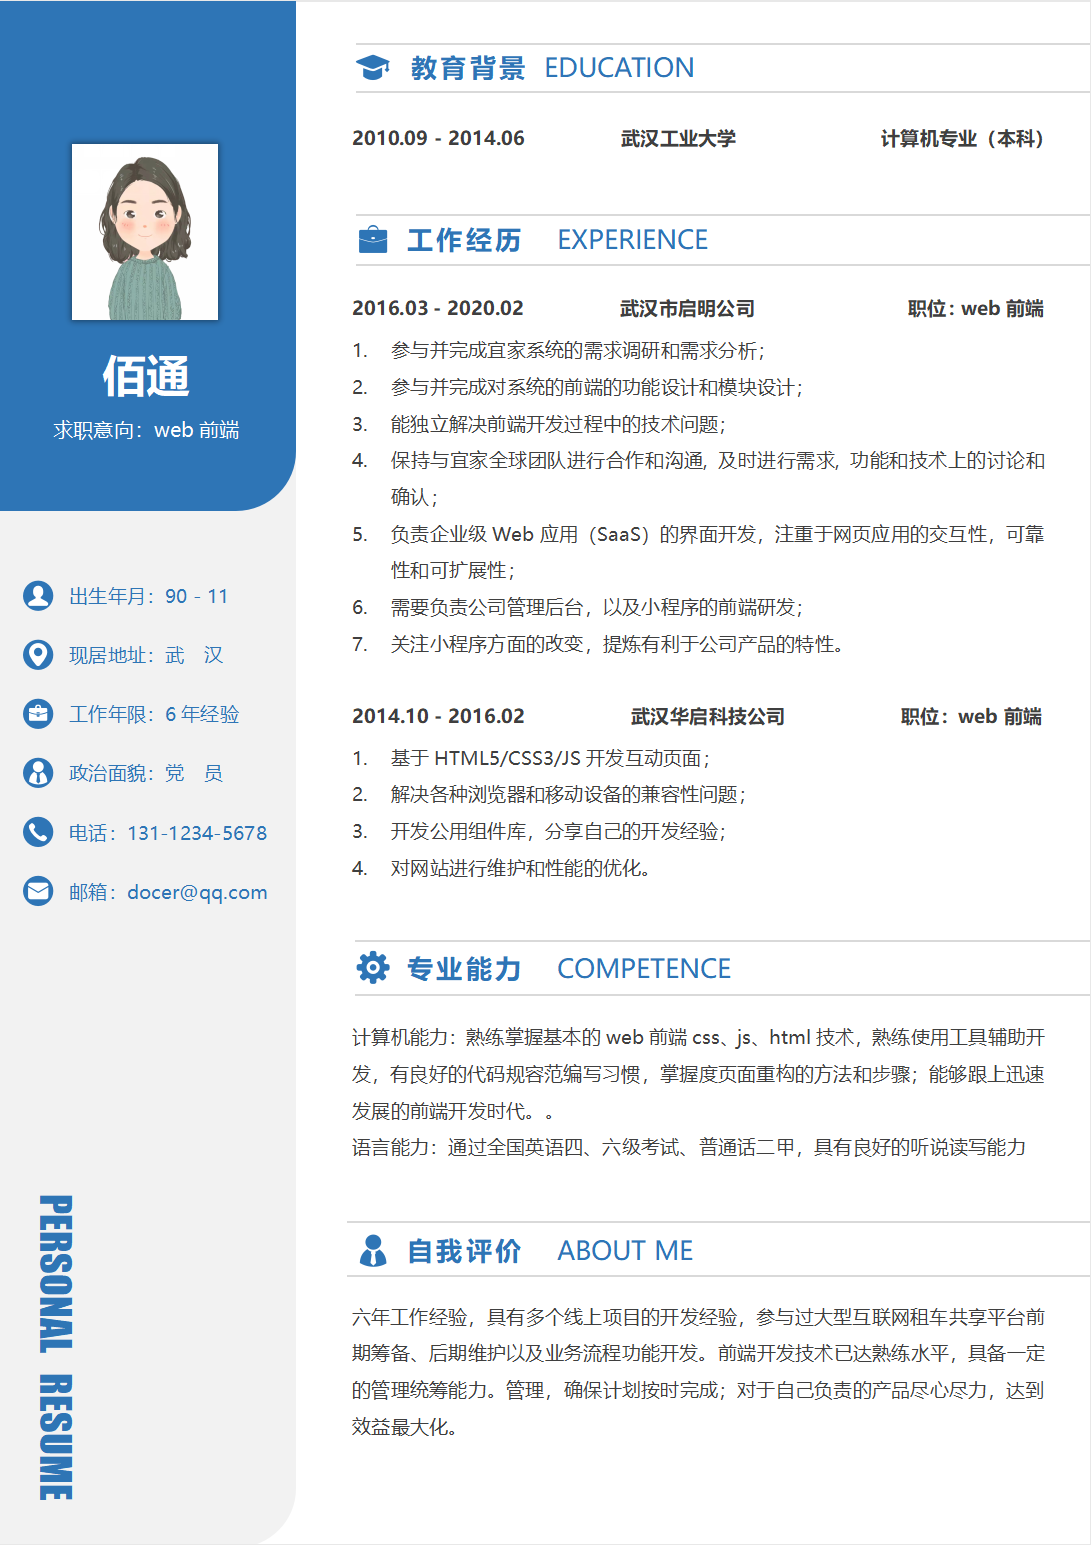 佰通
求职意向：web 前端
出生年月：90 - 11
现居地址：武 汉
工作年限：6 年经验
政治面貌：党 员
电话：131-1234-5678
邮箱：docer@qq.com
PERSONAL RESUME
教育背景 EDUCATION
2010.09 - 2014.06 武汉工业大学 计算机专业（本科）
工作经历 EXPERIENCE
2016.03 - 2020.02 武汉市启明公司 职位：web 前端
1. 参与并完成宜家系统的需求调研和需求分析；
2. 参与并完成对系统的前端的功能设计和模块设计；
3. 能独立解决前端开发过程中的技术问题；
4. 保持与宜家全球团队进行合作和沟通, 及时进行需求, 功能和技术上的讨论和
确认；
5. 负责企业级 Web 应用（SaaS）的界面开发，注重于网页应用的交互性，可靠
性和可扩展性；
6. 需要负责公司管理后台，以及小程序的前端研发；
7. 关注小程序方面的改变，提炼有利于公司产品的特性。
2014.10 - 2016.02 武汉华启科技公司 职位：web 前端
1. 基于 HTML5/CSS3/JS 开发互动页面；
2. 解决各种浏览器和移动设备的兼容性问题；
3. 开发公用组件库，分享自己的开发经验；
4. 对网站进行维护和性能的优化。
专业能力 COMPETENCE
计算机能力：熟练掌握基本的 web 前端 css、js、html 技术，熟练使用工具辅助开
发，有良好的代码规容范编写习惯，掌握度页面重构的方法和步骤；能够跟上迅速
发展的前端开发时代。。
语言能力：通过全国英语四、六级考试、普通话二甲，具有良好的听说读写能力
自我评价 ABOUT ME
六年工作经验，具有多个线上项目的开发经验，参与过大型互联网租车共享平台前
期筹备、后期维护以及业务流程功能开发。前端开发技术已达熟练水平，具备一定
的管理统筹能力。管理，确保计划按时完成；对于自己负责的产品尽心尽力，达到
效益最大化。